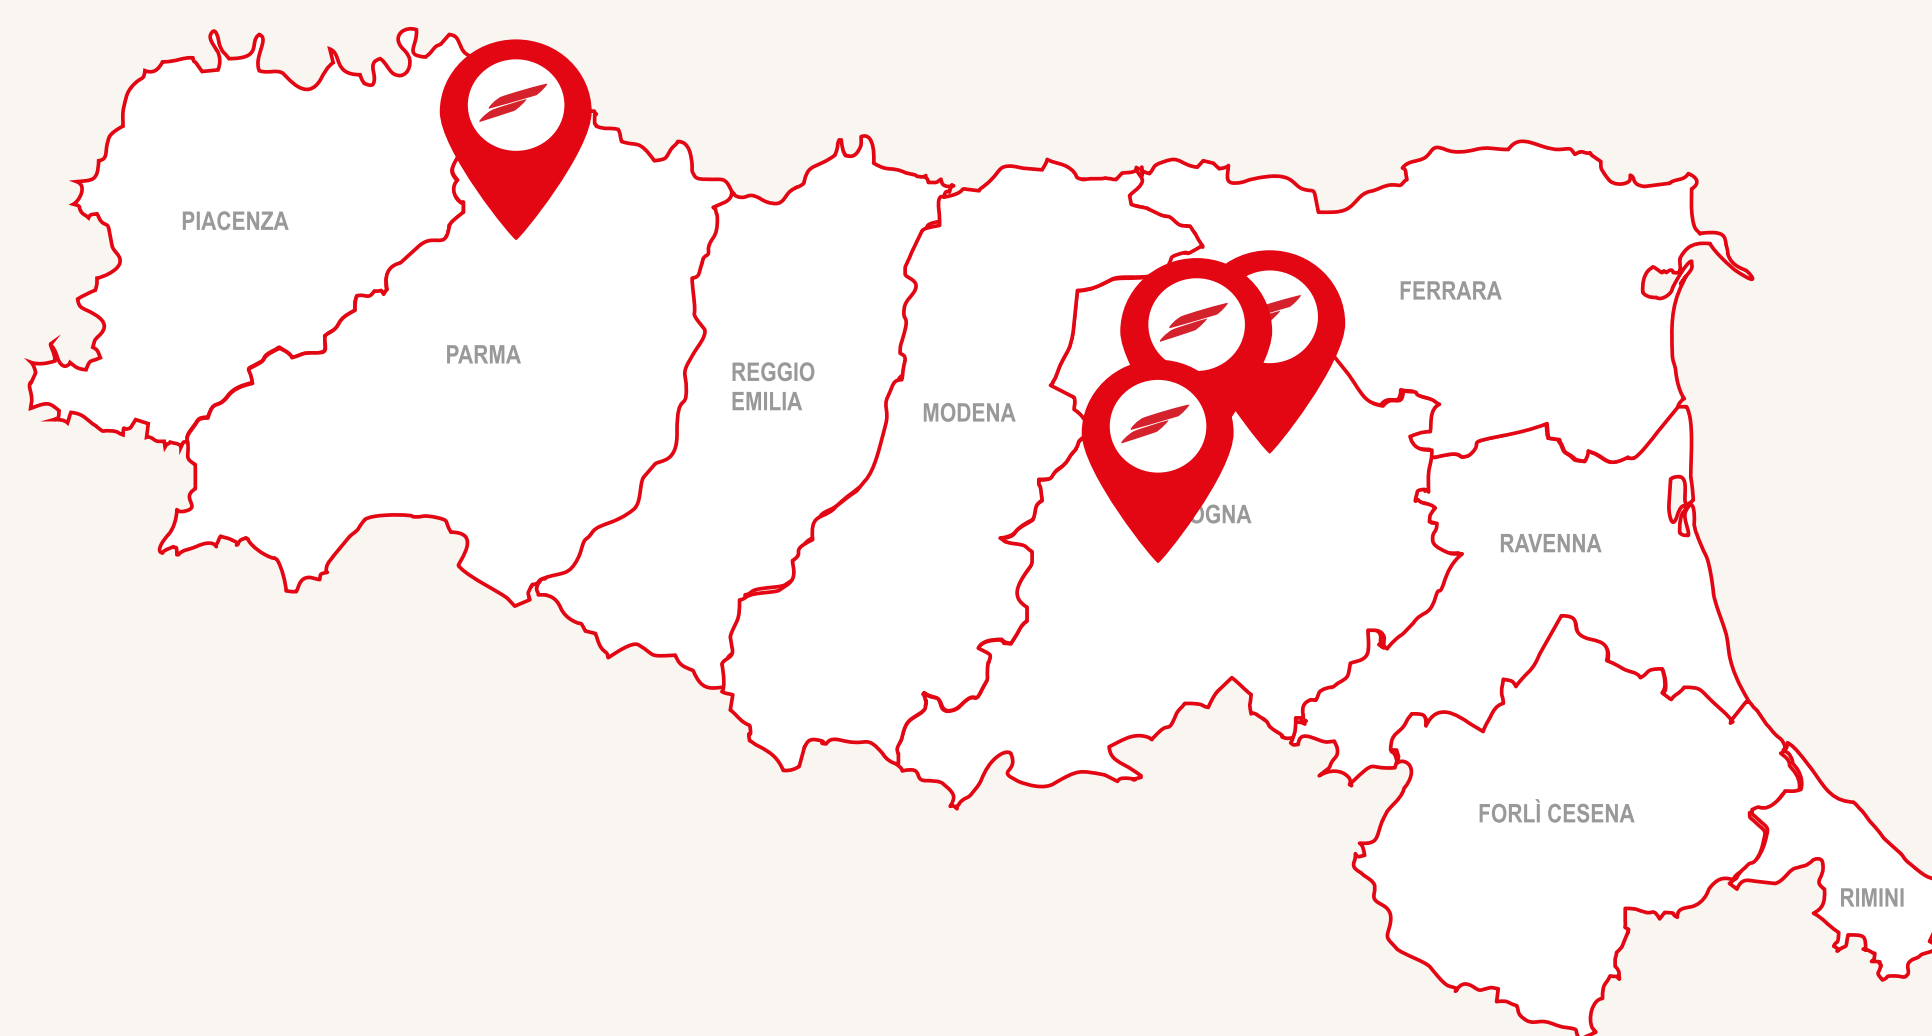 PIACENZA
PARMA
REGGIO
EMILIA
MODENA
FERRARA
OGNA
RAVENNA
FORLÌ CESENA
RIMINI